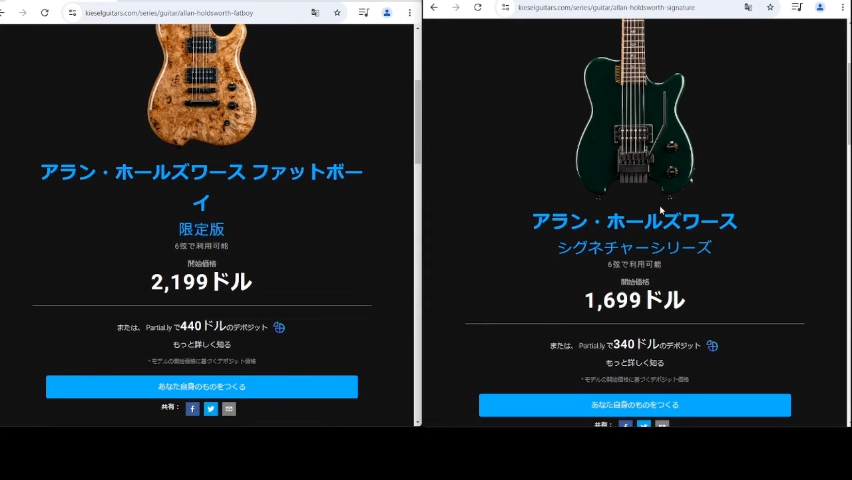 kieselguitars.com/series/guitar/allan-holdsworth-fatboy
アラン・ホールズワース ファットボー
イ
限定版
6弦で利用可能
開始価格
2,199ドル
または、Partial.lyで440ドルのデポジット
もっと詳しく知る
*モデルの開始価格に基づくデポジット価格
あなた自身のものをつくる
共有：
kieselguitars.com/series/guitar/allan-holdsworth-signature
アラン・ホールズワース
シグネチャーシリーズ
6弦で利用可能
開始価格
1,699ドル
または、Partial.lyで340ドルのデポジット
もっと詳しく知る
*モデルの開始価格に基づくデポジット価格
あなた自身のものをつくる
共有：